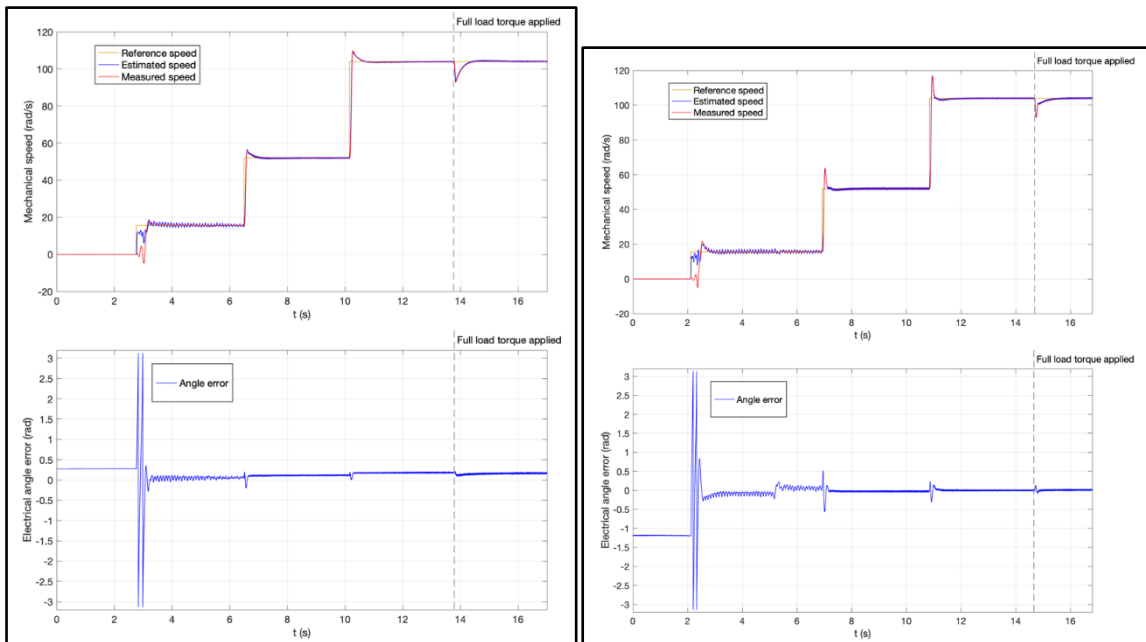 Full load torque applied
120
100
80
60
40
20
0
-20
Mechanical speed (rad/s)
Reference speed
Estimated speed
Measured speed
0 2 4 6 8 10 12 14 16
t (s)
Full load torque applied
3
2.5
2
1.5
1
0.5
0
-0.5
-1
-1.5
-2
-2.5
-3
Electrical angle error (rad)
Angle error
0 2 4 6 8 10 12 14 16
t (s)
Full load torque applied
120
100
80
60
40
20
0
-20
Mechanical speed (rad/s)
Reference speed
Estimated speed
Measured speed
0 2 4 6 8 10 12 14 16
t (s)
Full load torque applied
3
2.5
2
1.5
1
0.5
0
-0.5
-1
-1.5
-2
-2.5
-3
Electrical angle error (rad)
Angle error
0 2 4 6 8 10 12 14 16
t (s)